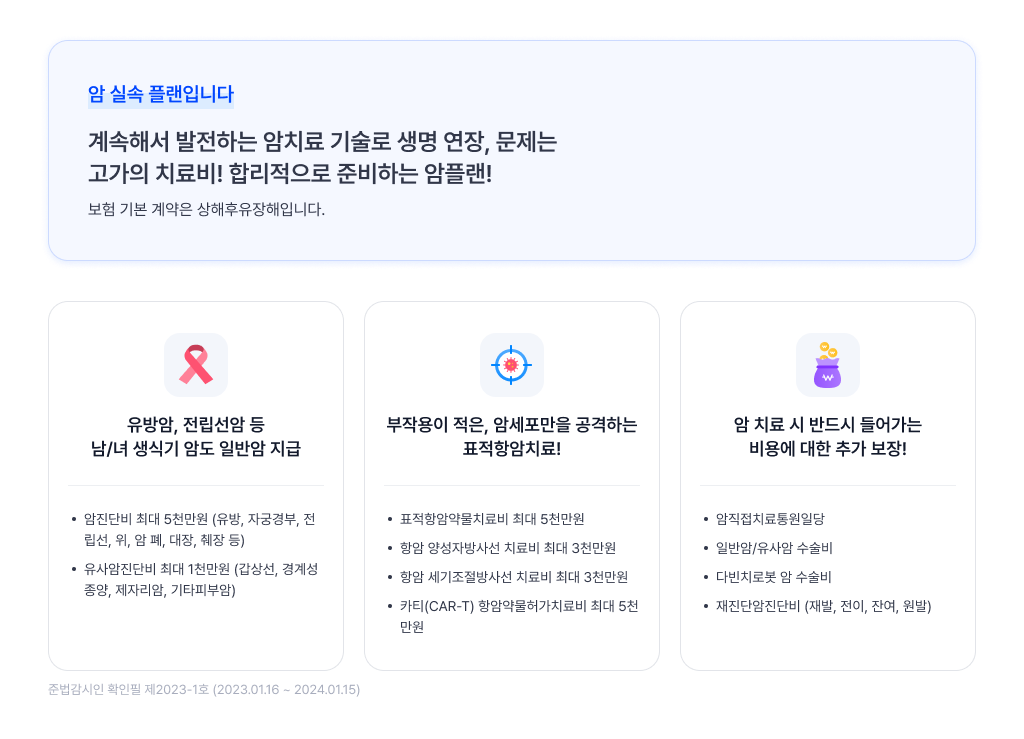 암 실속 플랜입니다
계속해서 발전하는 암치료 기술로 생명 연장, 문제는
고가의 치료비! 합리적으로 준비하는 암플랜!
보험 기본 계약은 상해후유장해입니다.
유방암, 전립선암 등
남/녀 생식기 암도 일반암 지급
• 암진단비 최대 5천만원 (유방, 자궁경부, 전
립선, 위, 암 폐, 대장, 췌장 등)
• 유사암진단비 최대 1천만원 (갑상선, 경계성
종양, 제자리암, 기타피부암)
부작용이 적은, 암세포만을 공격하는
표적항암치료!
• 표적항암약물치료비 최대 5천만원
• 항암 양성자방사선 치료비 최대 3천만원
• 항암 세기조절방사선 치료비 최대 3천만원
• 카티(CAR-T) 항암약물허가치료비 최대 5천
만원
암 치료 시 반드시 들어가는
비용에 대한 추가 보장!
• 암직접치료통원일당
• 일반암/유사암 수술비
• 다빈치로봇 암 수술비
• 재진단암진단비 (재발, 전이, 잔여, 원발)
준법감시인 확인필 제2023-1호 (2023.01.16 ~ 2024.01.15)